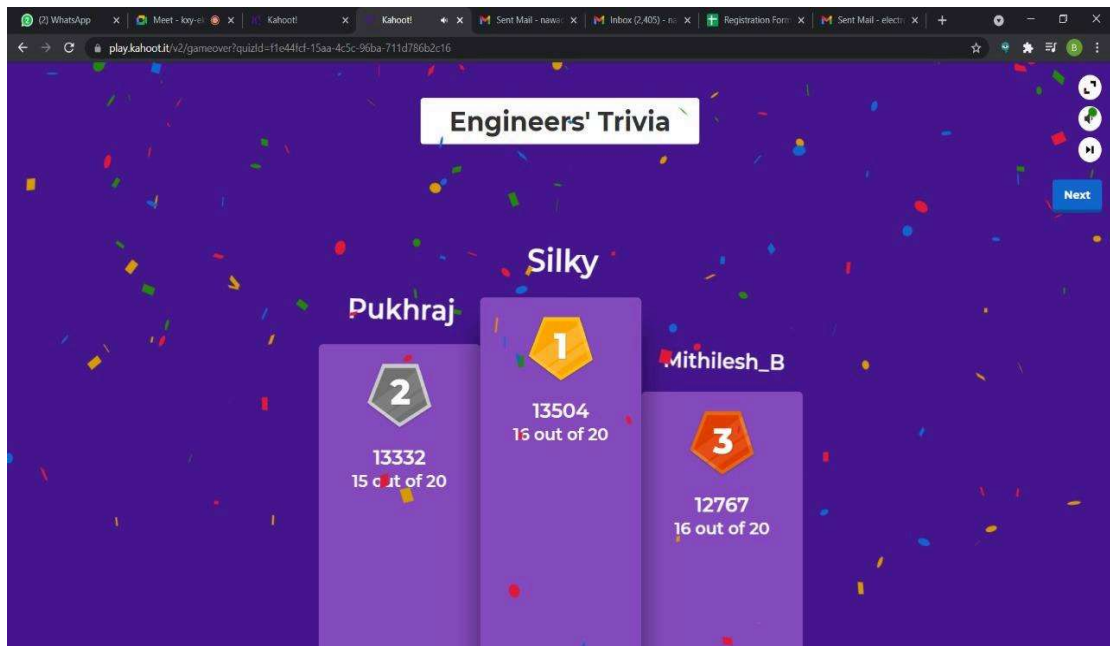 (2) WhatsApp
Meet - kxy-e
Kahoot!
Kahoot!
Sent Mail - nawa
Inbox (2,405) - na
Registration Form
Sent Mail - electr
play.kahoot.it/v2/gameover?quizId=f1e44fcf-15aa-4c5c-96ba-711d786b2c16
B
Engineers' Trivia
Next
Silky
Pukhraj
1
Mithilesh_B
2
13504
16 out of 20
3
13332
15 out of 20
12767
16 out of 20